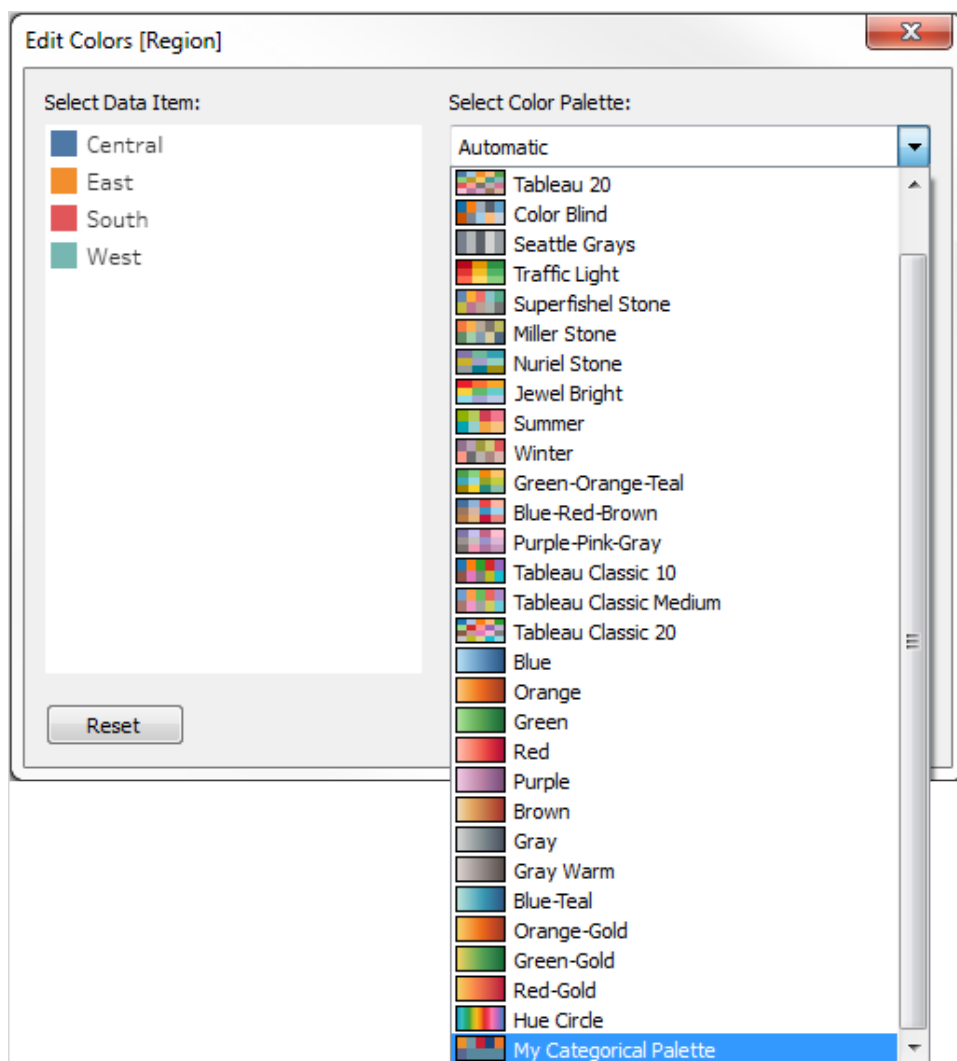 Edit Colors [Region]
Select Data Item:
Central
East
South
West
Reset
Select Color Palette:
Automatic
Tableau 20
Color Blind
Seattle Grays
Traffic Light
Superfishel Stone
Miller Stone
Nuriel Stone
Jewel Bright
Summer
Winter
Green-Orange-Teal
Blue-Red-Brown
Purple-Pink-Gray
Tableau Classic 10
Tableau Classic Medium
Tableau Classic 20
Blue
Orange
Green
Red
Purple
Brown
Gray
Gray Warm
Blue-Teal
Orange-Gold
Green-Gold
Red-Gold
Hue Circle
My Categorical Palette